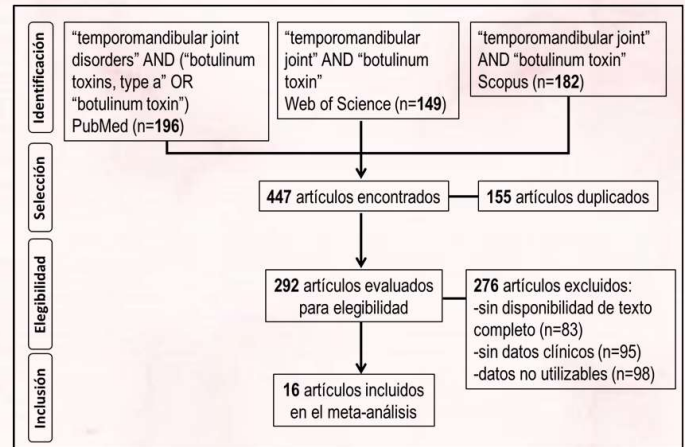 Identificación
“temporomandibular joint
disorders” AND (“botulinum
toxins, type a” OR
“botulinum toxin”)
PubMed (n=196)
“temporomandibular
joint” AND “botulinum
toxin”
Web of Science (n=149)
“temporomandibular joint”
AND “botulinum toxin”
Scopus (n=182)
Selección
447 artículos encontrados
155 artículos duplicados
Elegibilidad
292 artículos evaluados
para elegibilidad
276 artículos excluidos:
-sin disponibilidad de texto
completo (n=83)
-sin datos clínicos (n=95)
-datos no utilizables (n=98)
Inclusión
16 artículos incluidos
en el meta-análisis